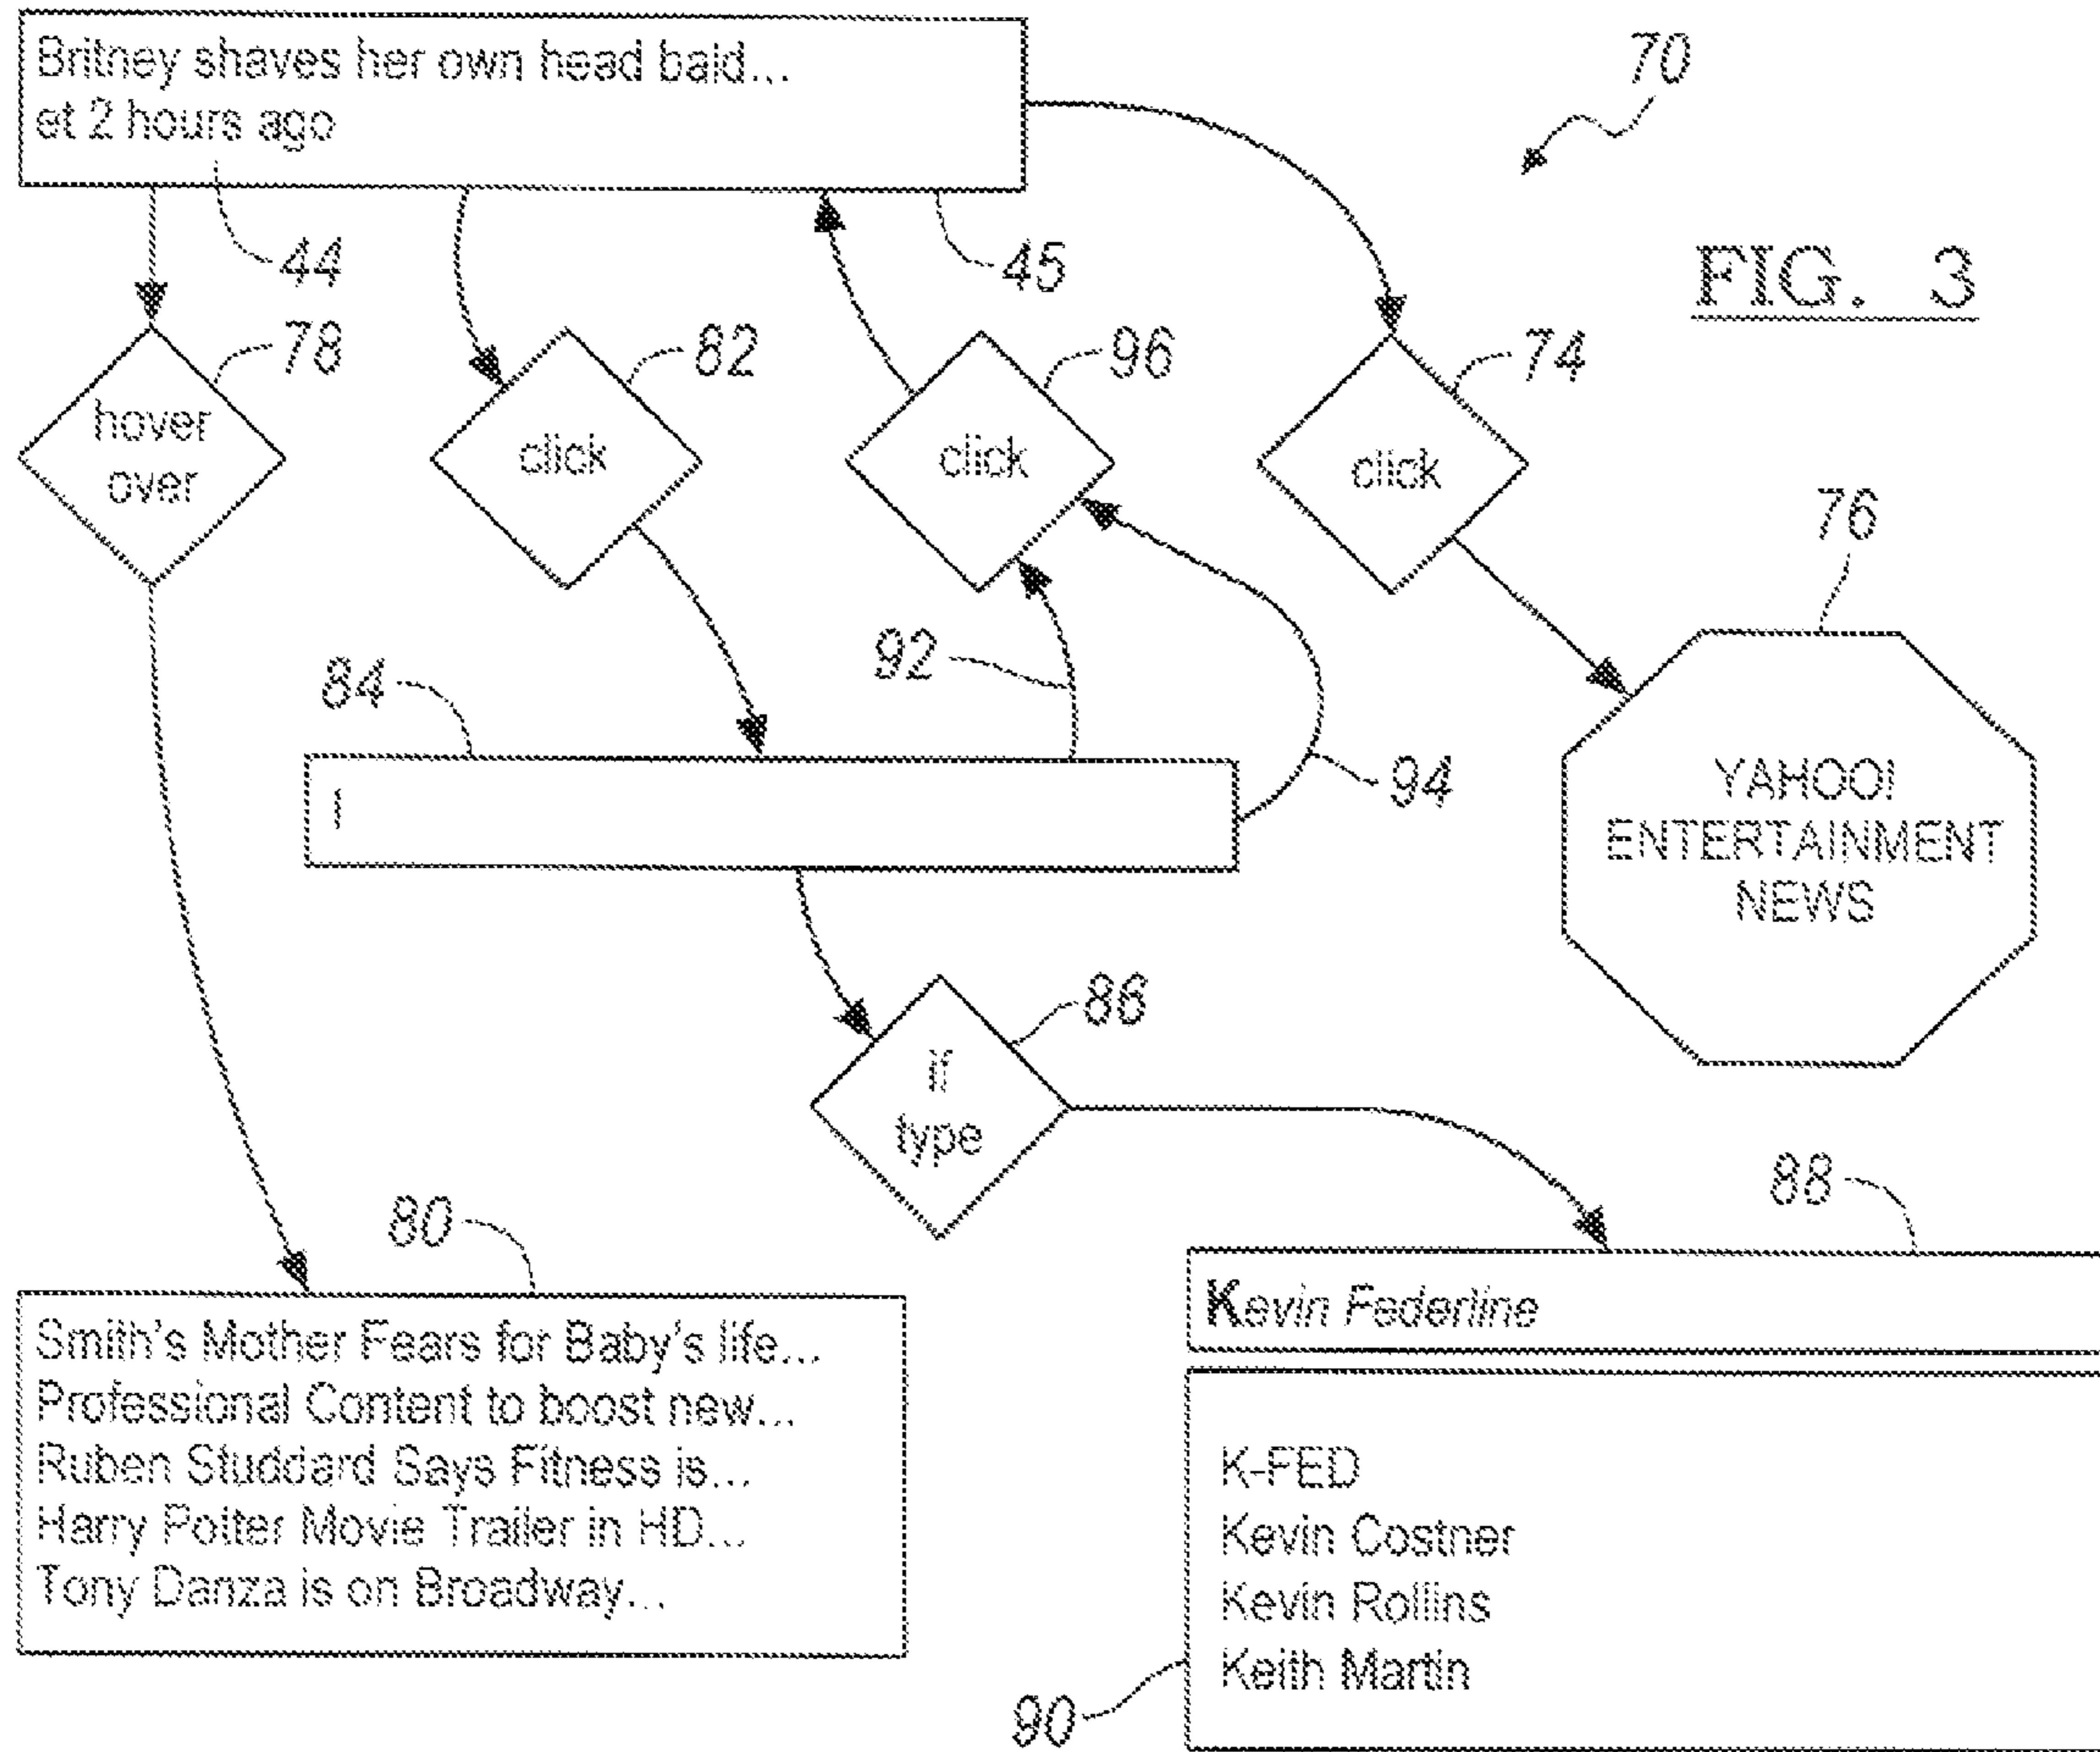 Britney shaves her own head bald...
et 2 hours ago
70
44
45
FIG. 3
78
82
96
74
hover
over
click
click
click
76
92
84
94
YAHOO!
ENTERTAINMENT
NEWS
86
if
type
88
80
Kevin Federline
Smith's Mother Fears for Baby's life...
Professional Content to boost new...
Ruben Studdard Says Fitness is...
Harry Potter Movie Trailer in HD...
Tony Danza is on Broadway...
K-FED
Kevin Costner
Kevin Rollins
Keith Martin
90